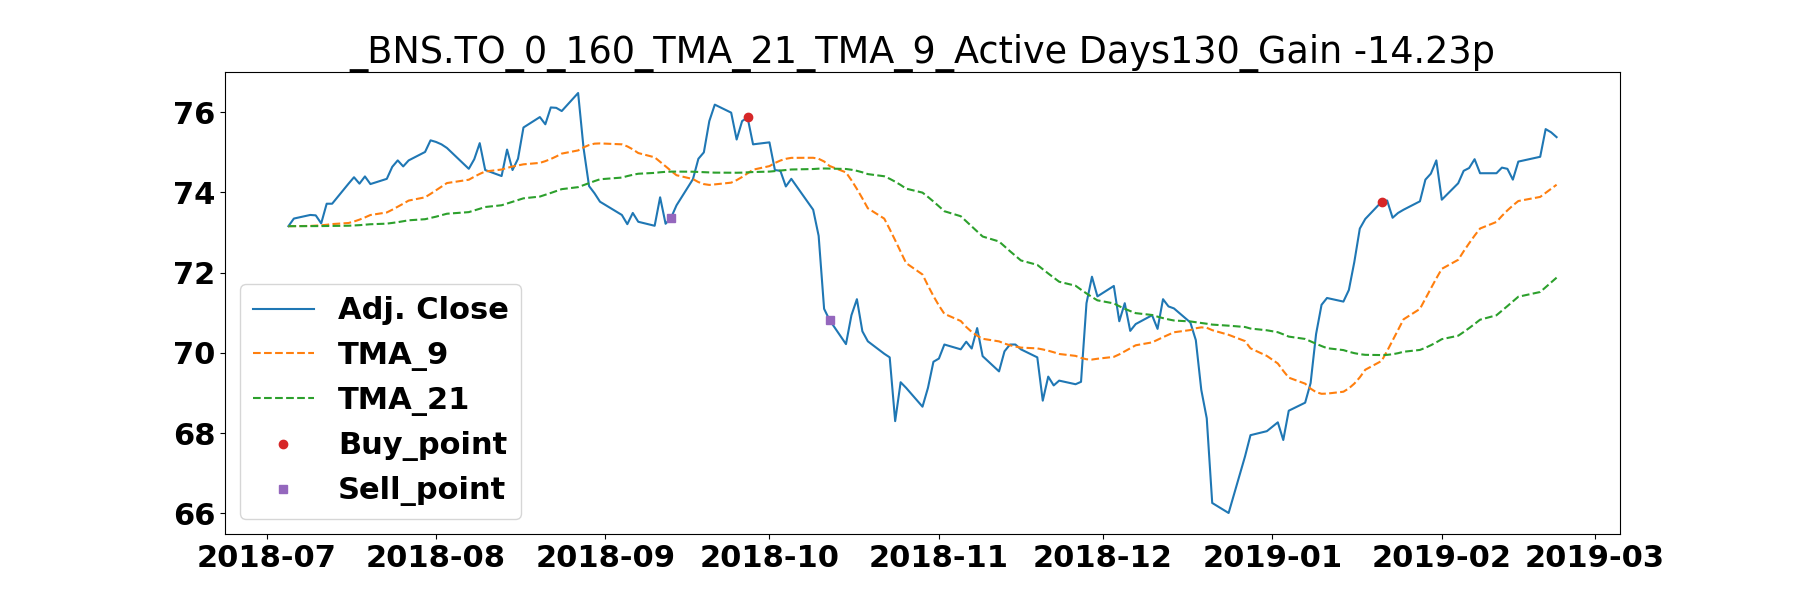 _BNS.TO_0_160_TMA_21_TMA_9_Active Days130_Gain -14.23p
76
74
72
70
68
66
Adj. Close
TMA_9
TMA_21
Buy_point
Sell_point
2018-07 2018-08 2018-09 2018-10 2018-11 2018-12 2019-01 2019-02 2019-03